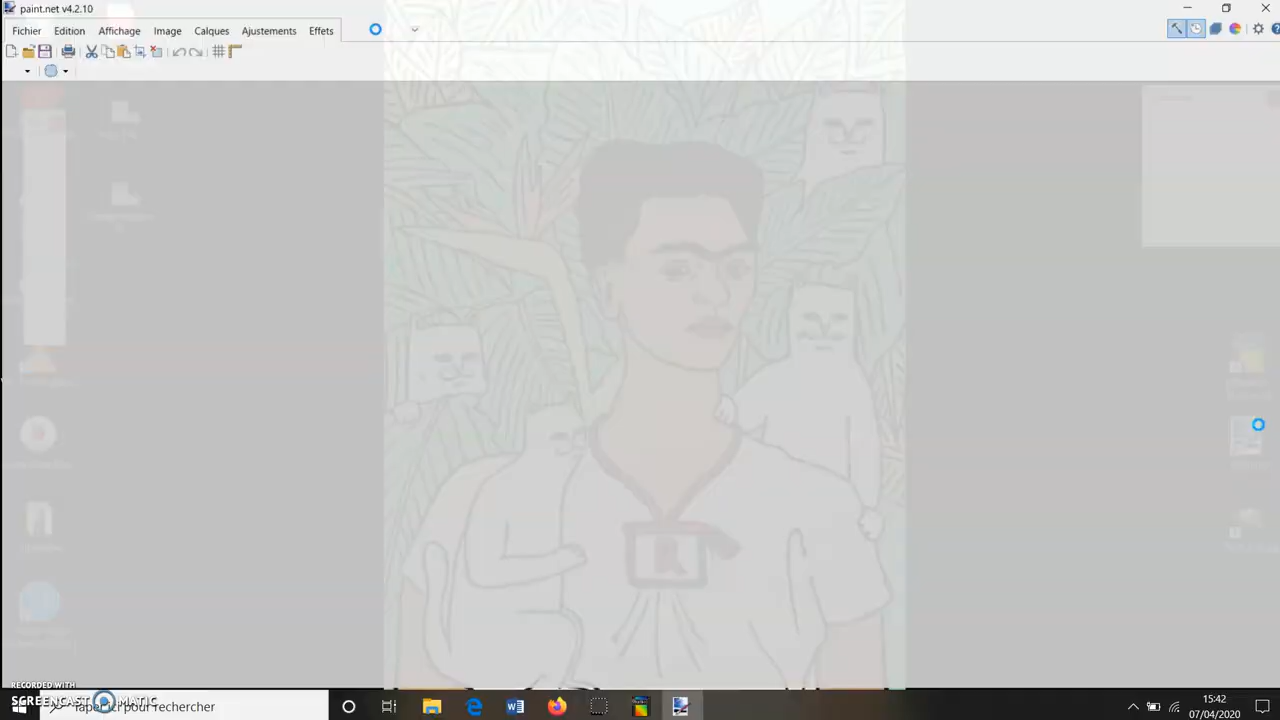 paint.net v4.2.10
Fichier Edition Affichage Image Calques Ajustements Effets
R
RECORDED WITH
SCREENCAST MATIC
Taper ici pour rechercher
15:42
07/04/2020